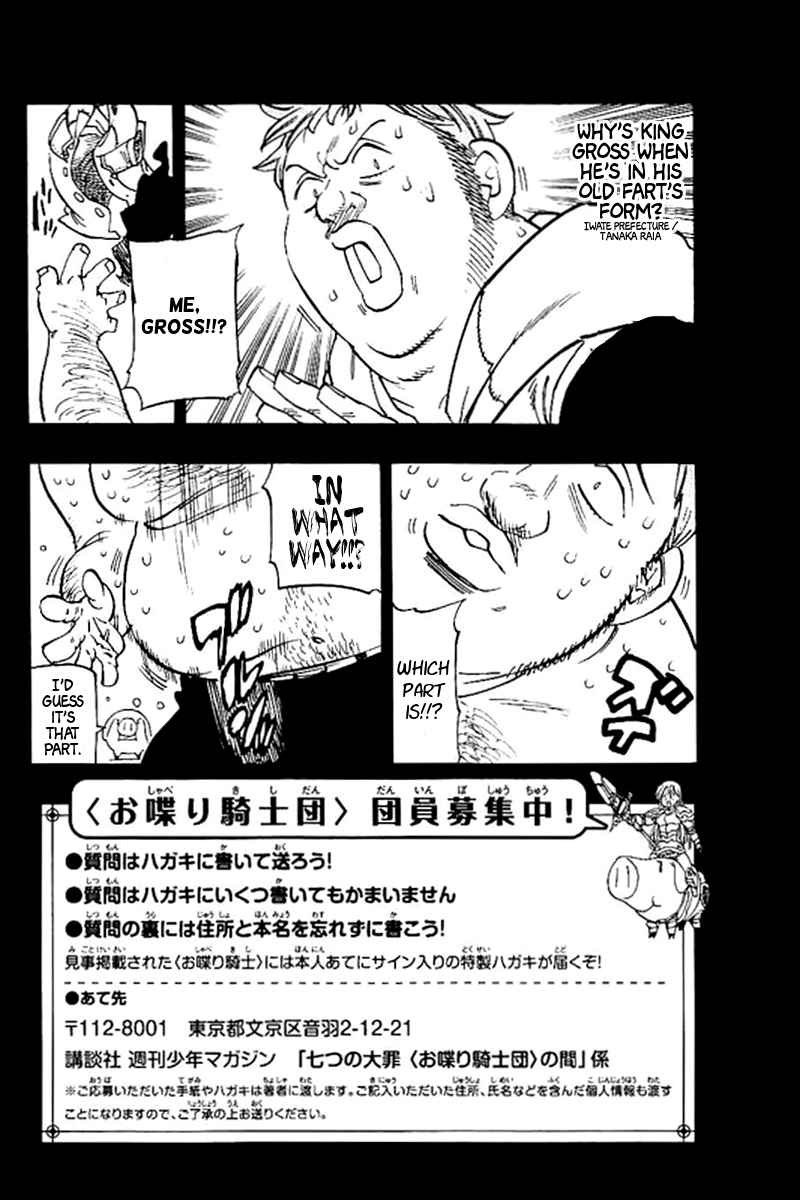 WHY'S KING
GROSS WHEN
HE'S IN HIS
OLD FART'S
FORM?
IWATE PREFECTURE /
TANAKA RAIA
ME,
GROSS!!?
WHICH
PART
IS!!?
ボン
IN
WHAT
WAY!!?
ブルルン
I'D
GUESS
IT'S
THAT
PART.
〈お喋り騎士団〉団員募集中!
●質問はハガキに書いて送ろう!
●質問はハガキにいくつ書いてもかまいません
●質問の裏には住所と本名を忘れずに書こう!
見事掲載された〈お喋り騎士〉には本人あてにサイン入りの特製ハガキが届くぞ!
●あて先
〒112-8001 東京都文京区音羽2-12-21
講談社 週刊少年マガジン 「七つの大罪〈お喋り騎士団〉の間」係
※ご応募いただいた手紙やハガキは著者に渡します。ご記入いただいた住所、氏名などを含んだ個人情報も渡す
ことになりますので、ご了承の上お送りください。